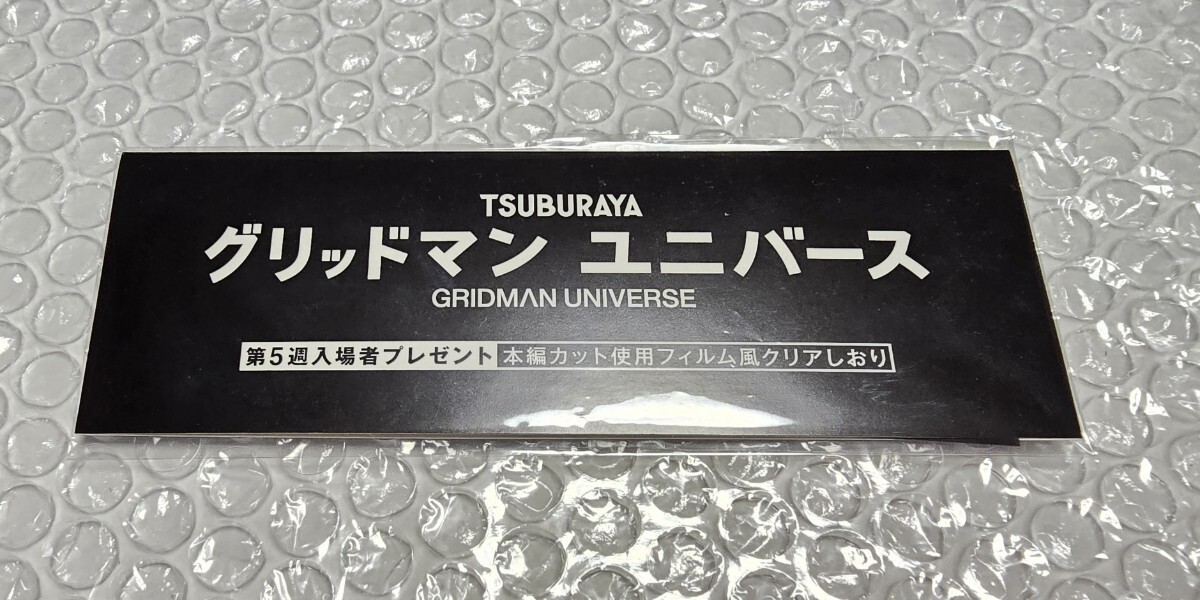 TSUBURAYA
グリッドマン ユニバース
GRIDMAN UNIVERSE
第5週入場者プレゼント 本編カット使用フィルム風クリアしおり